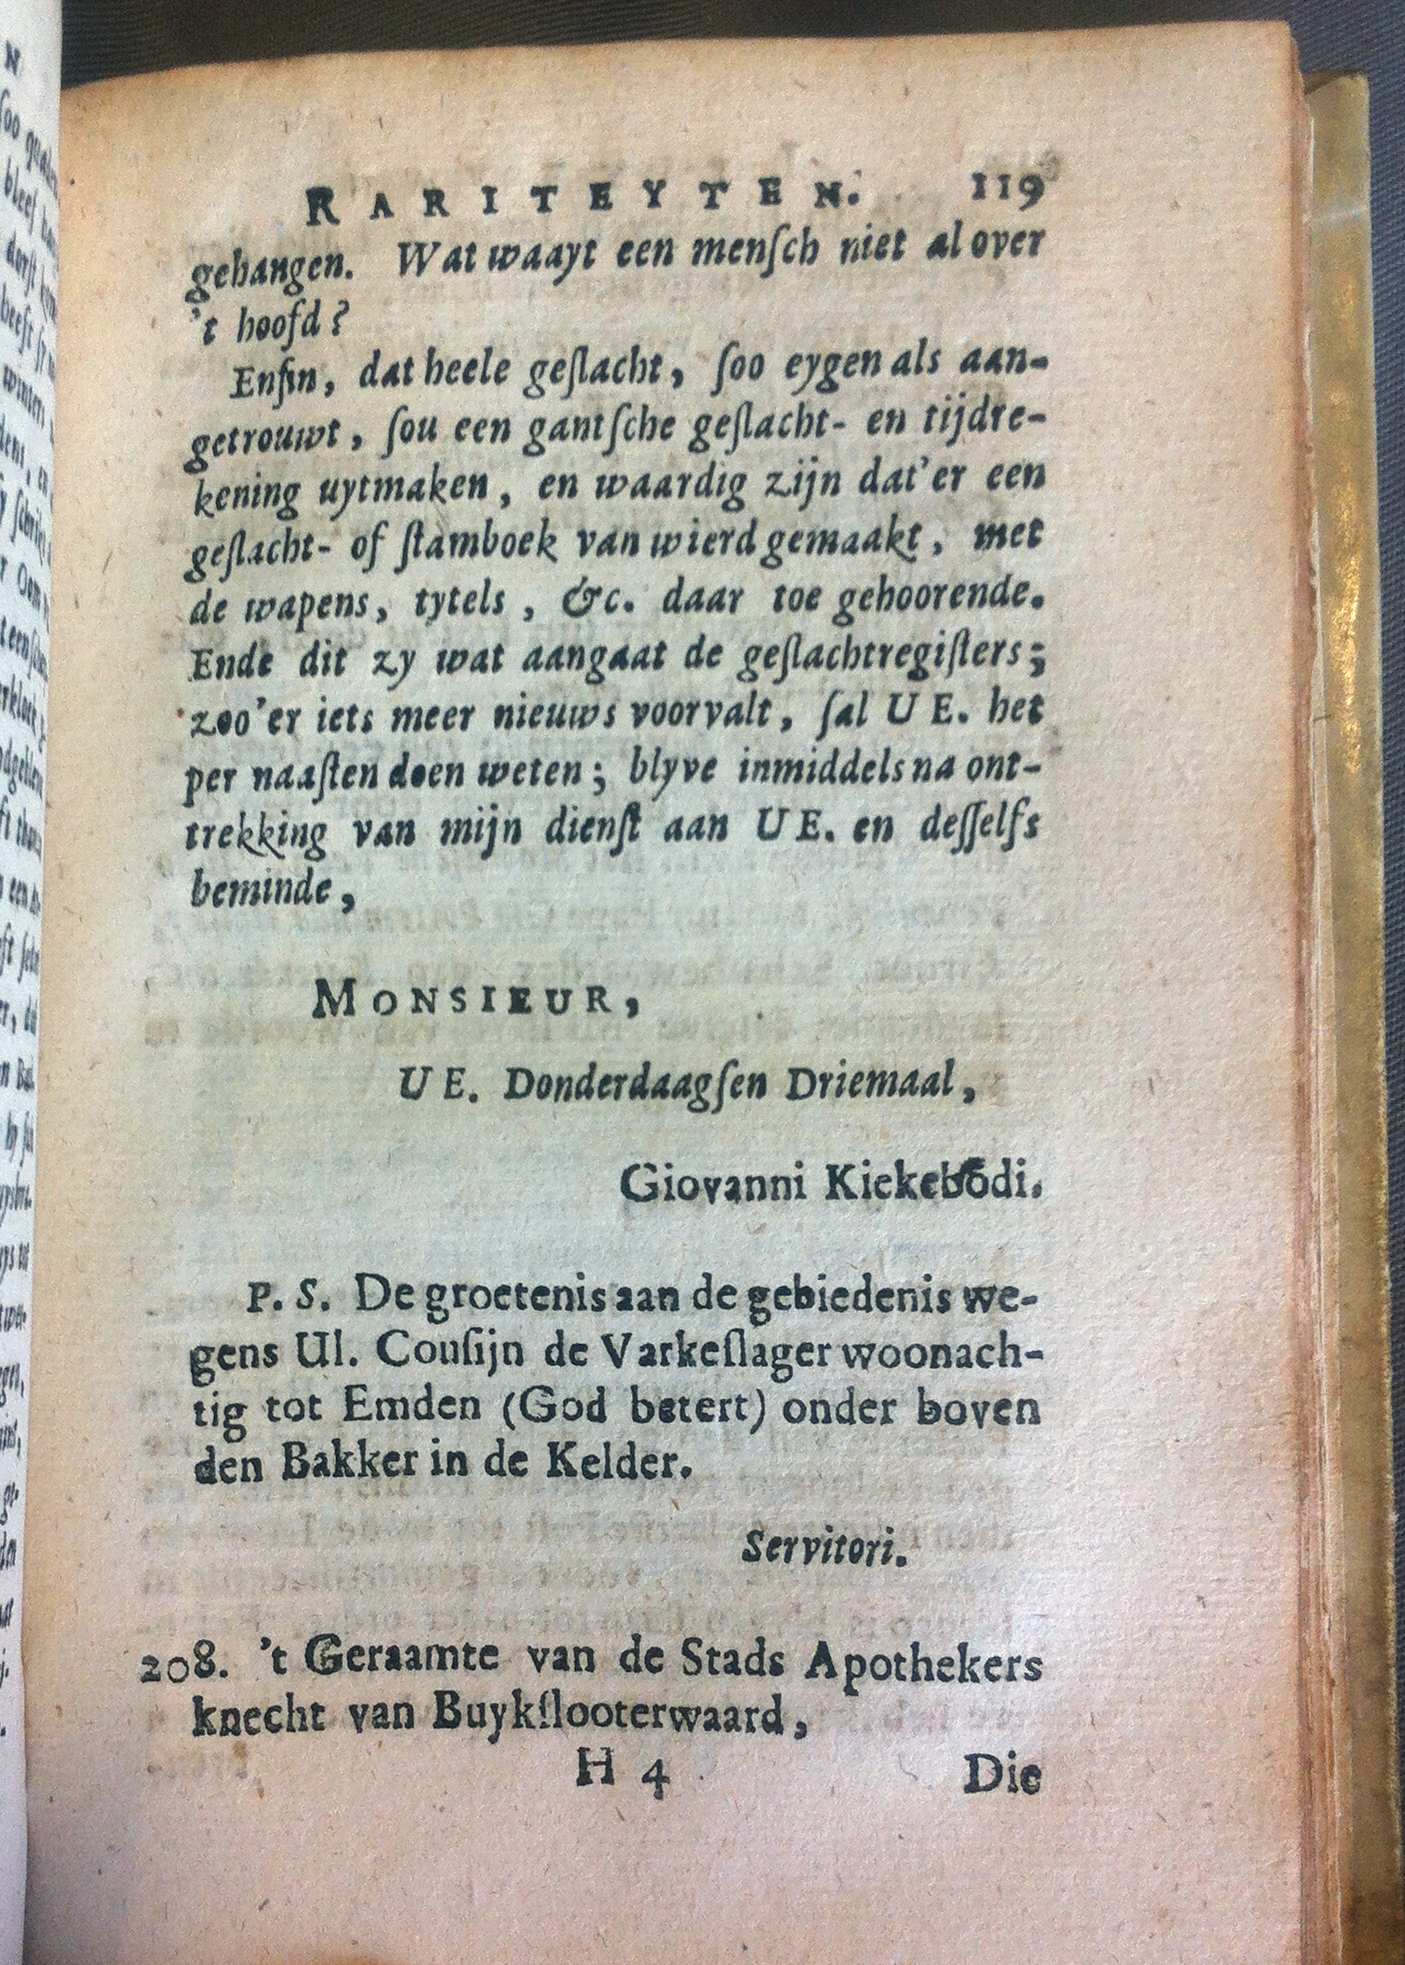 RARITEYTEN. 119
gehangen. Wat waayt een menſch niet al over
't hoofd?
Enfin, dat heele geſlacht, ſoo eygen als aan-
getrouwt, ſou een gantſche geſlacht- en tijdre-
kening uytmaken, en waardig zijn dat'er een
geſlacht- of ſtamboek van wierd gemaakt, met
de wapens, tytels, &c. daar toe gehoorende.
Ende dit zy wat aangaat de geſlachtregiſters;
zoo'er iets meer nieuws voorvalt, ſal UE. het
per naaſten doen weten; blyve inmiddels na ont-
trekking van mijn dienſt aan UE. en deſſelfs
beminde,
MONSIEUR,
UE. Donderdaagſen Driemaal,
Giovanni Kiekebodi.
P. S. De groetenis aan de gebiedenis we-
gens Ul. Couſijn de Varkeſlager woonach-
tig tot Emden (God betert) onder boven
den Bakker in de Kelder.
Servitori.
208. 't Geraamte van de Stads Apothekers
knecht van Buykſlooterwaard,
H 4 Die